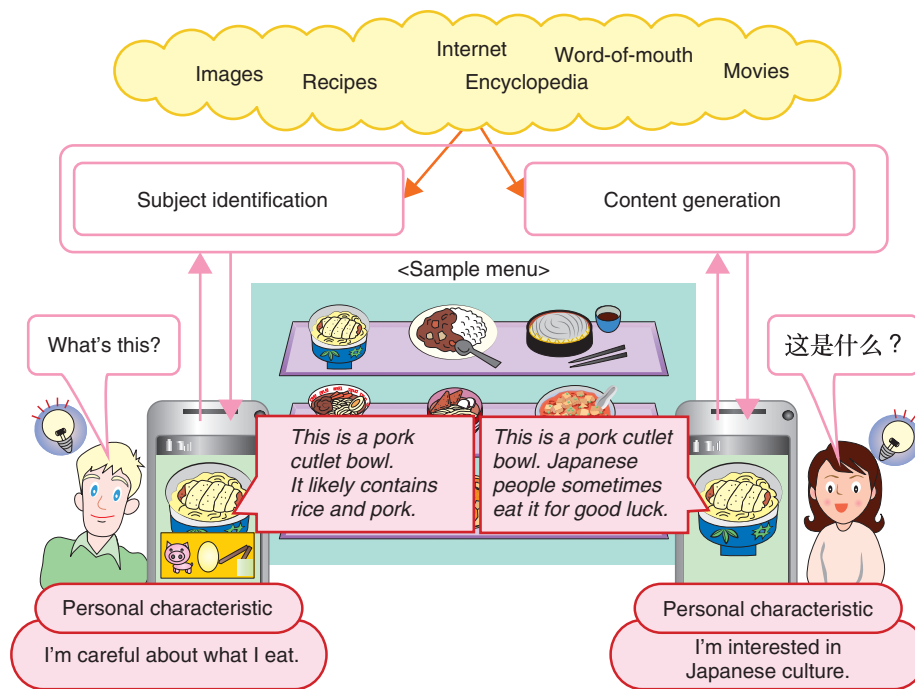 Internet
Word-of-mouth
Images
Recipes
Encyclopedia
Movies
Subject identification
Content generation
<Sample menu>
What's this?
这是什么？
This is a pork
cutlet bowl.
It likely contains
rice and pork.
This is a pork cutlet
bowl. Japanese
people sometimes
eat it for good luck.
Personal characteristic
I'm careful about what I eat.
Personal characteristic
I'm interested in
Japanese culture.